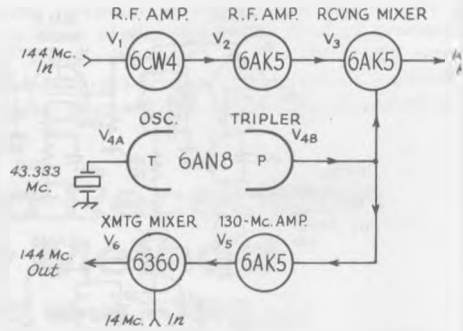 R.F. AMP. R.F. AMP. RCVNG MIXER
V1 V2 V3
144 Mc. In 6CW4 6AK5 6AK5
OSC. TRIPLER
V4A V4B
T 6AN8 P
43.333 Mc.
XMTG MIXER 130-Mc. AMP.
V6 V5
144 Mc. Out 6360 6AK5
14 Mc. In